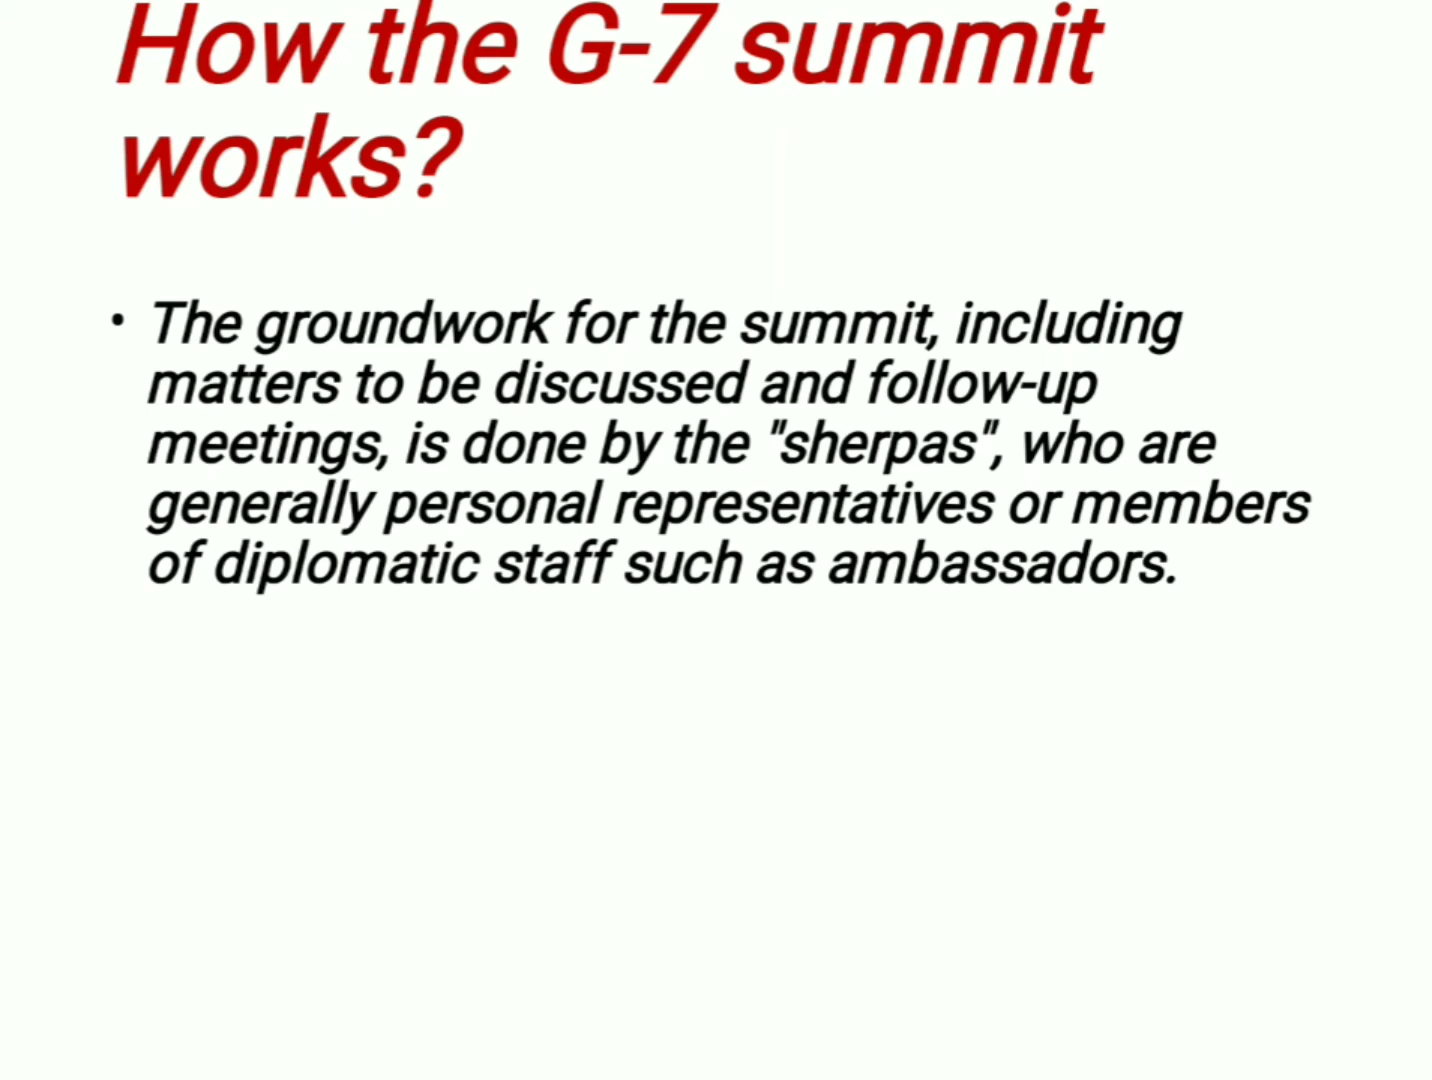 How the G-7 summit
works?
• The groundwork for the summit, including
matters to be discussed and follow-up
meetings, is done by the "sherpas", who are
generally personal representatives or members
of diplomatic staff such as ambassadors.